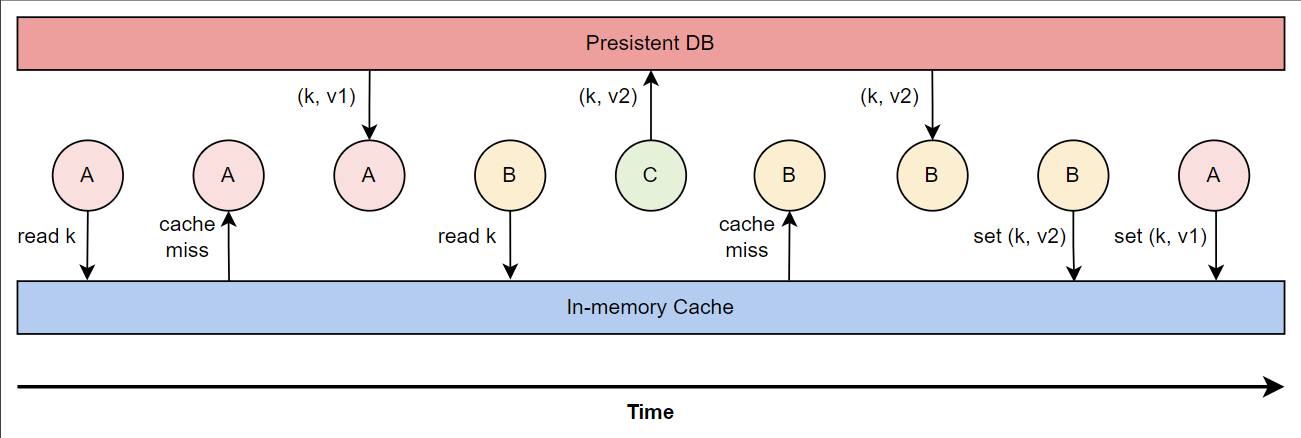 Presistent DB
(k, v1)
(k, v2)
(k, v2)
A
A
A
B
C
B
B
B
A
read k
cache
miss
read k
cache
miss
set (k, v2)
set (k, v1)
In-memory Cache
Time